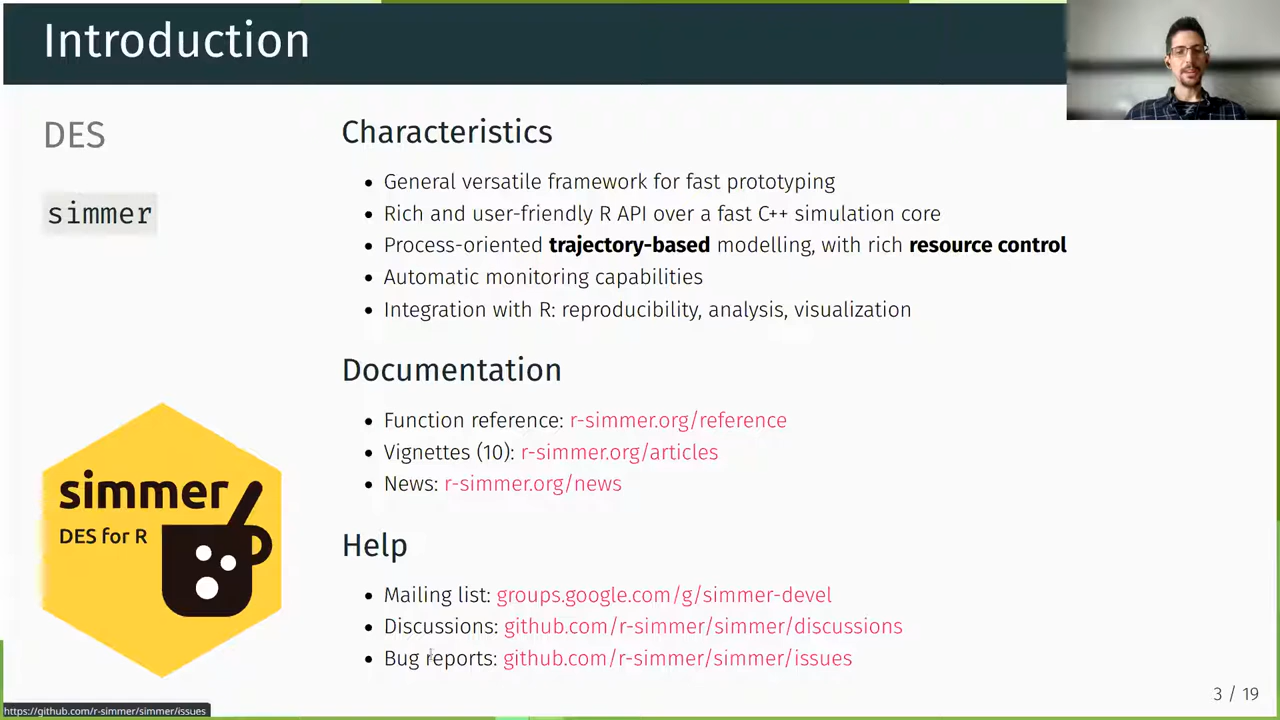 Introduction
DES
simmer
Characteristics
• General versatile framework for fast prototyping
• Rich and user-friendly R API over a fast C++ simulation core
• Process-oriented trajectory-based modelling, with rich resource control
• Automatic monitoring capabilities
• Integration with R: reproducibility, analysis, visualization
Documentation
• Function reference: r-simmer.org/reference
• Vignettes (10): r-simmer.org/articles
• News: r-simmer.org/news
Help
• Mailing list: groups.google.com/g/simmer-devel
• Discussions: github.com/r-simmer/simmer/discussions
• Bug reports: github.com/r-simmer/simmer/issues
simmer
DES for R
3 / 19
https://github.com/r-simmer/simmer/issues